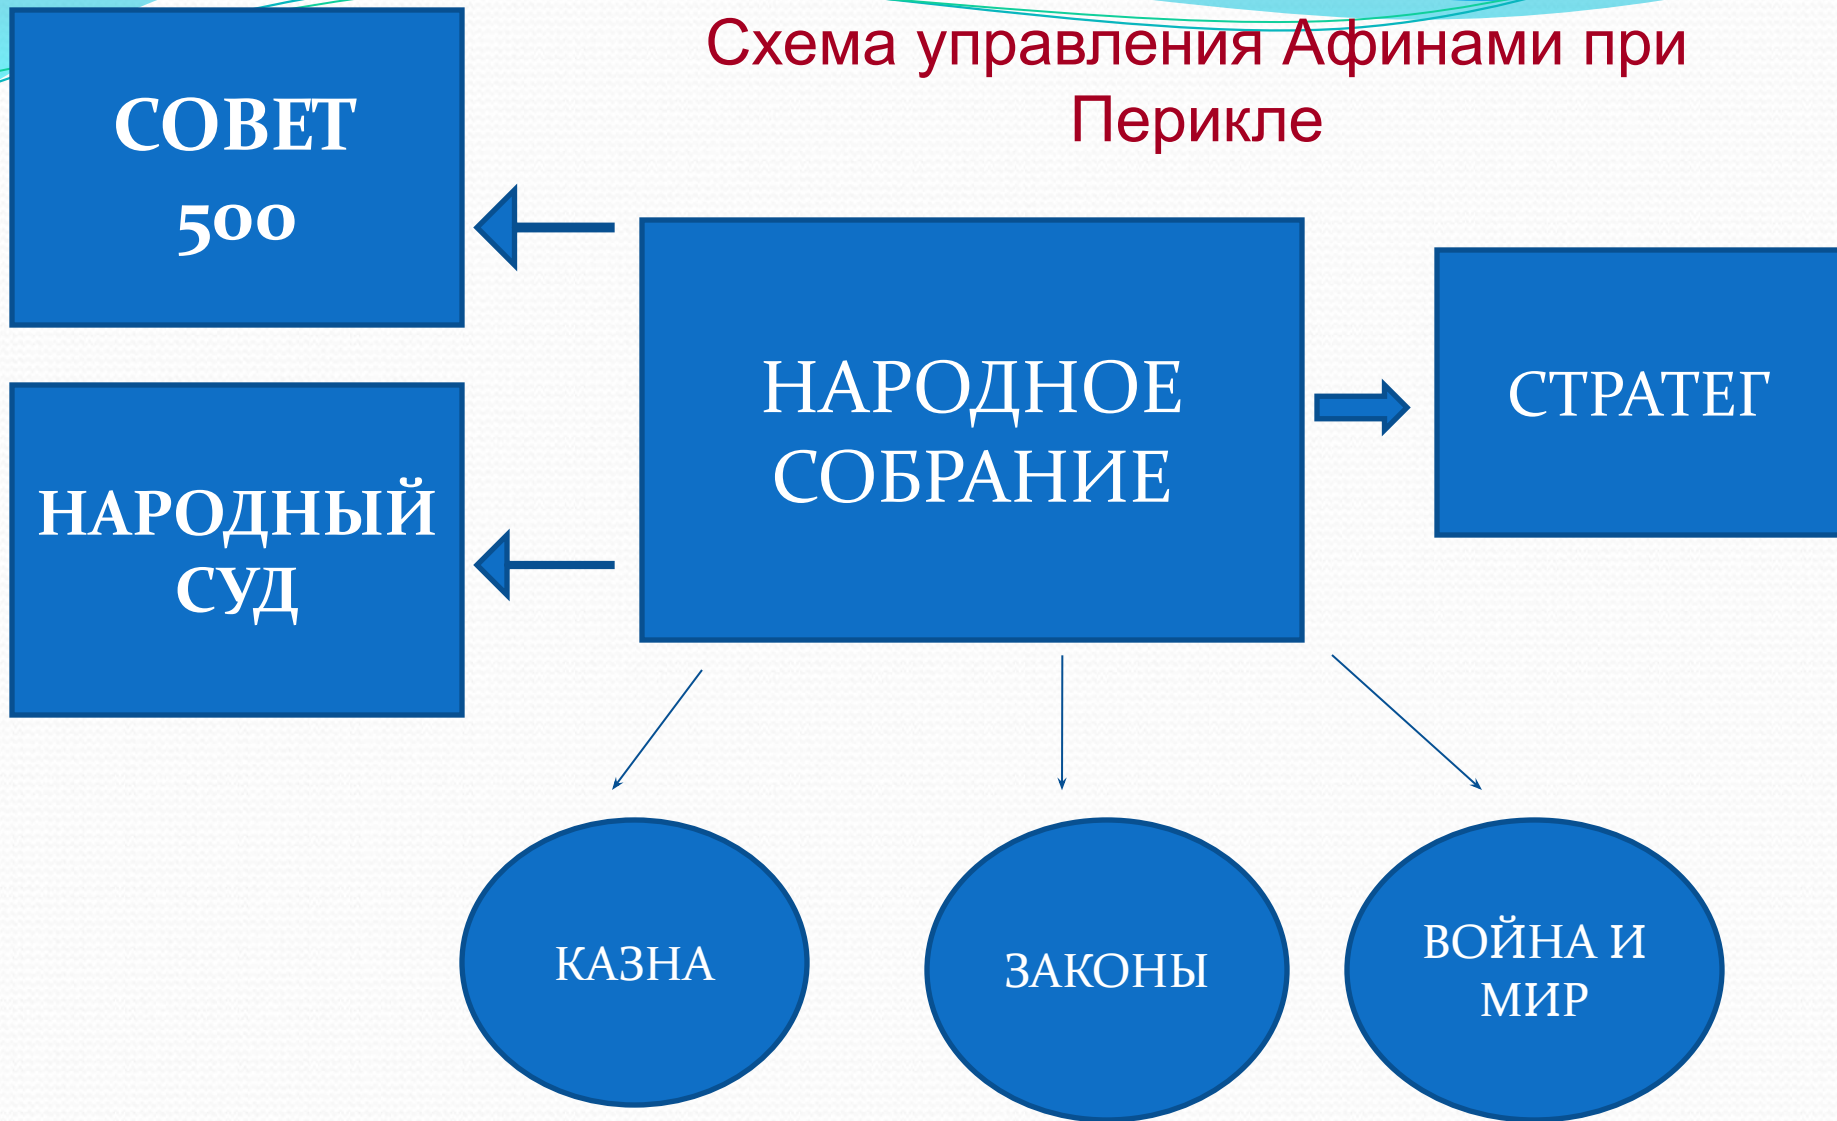 Схема управления Афинами при
Перикле
СОВЕТ
500
НАРОДНОЕ
СОБРАНИЕ
СТРАТЕГ
НАРОДНЫЙ
СУД
КАЗНА
ЗАКОНЫ
ВОЙНА И
МИР